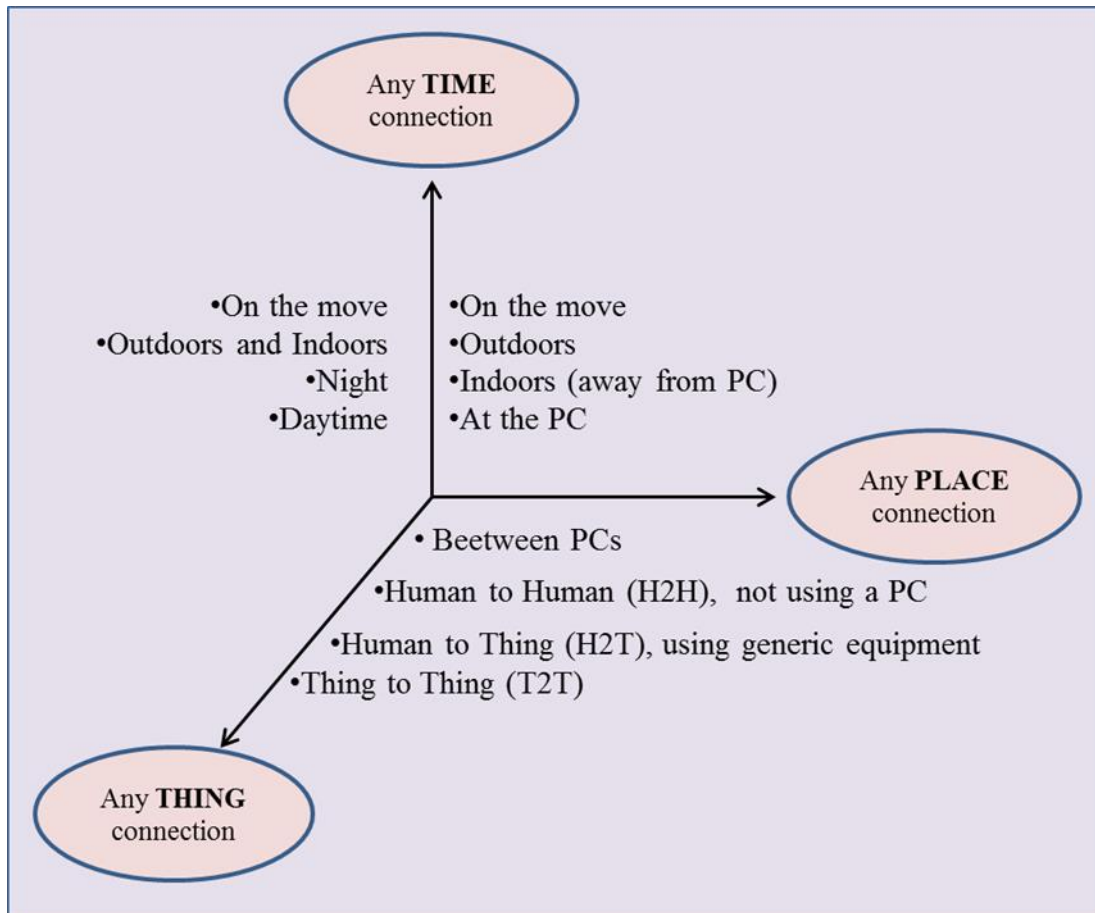 Any TIME
connection
•On the move
•Outdoors and Indoors
•Night
•Daytime
•On the move
•Outdoors
•Indoors (away from PC)
•At the PC
Any PLACE
connection
• Beetween PCs
•Human to Human (H2H), not using a PC
•Human to Thing (H2T), using generic equipment
•Thing to Thing (T2T)
Any THING
connection